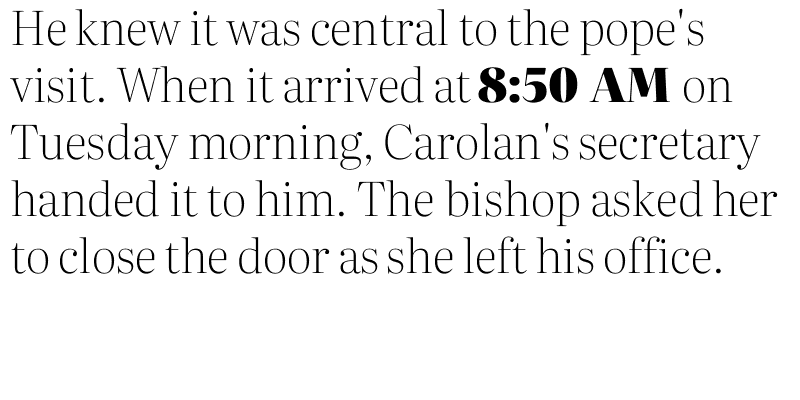 He knew it was central to the pope's
visit. When it arrived at 8:50 AM on
Tuesday morning, Carolan's secretary
handed it to him. The bishop asked her
to close the door as she left his office.